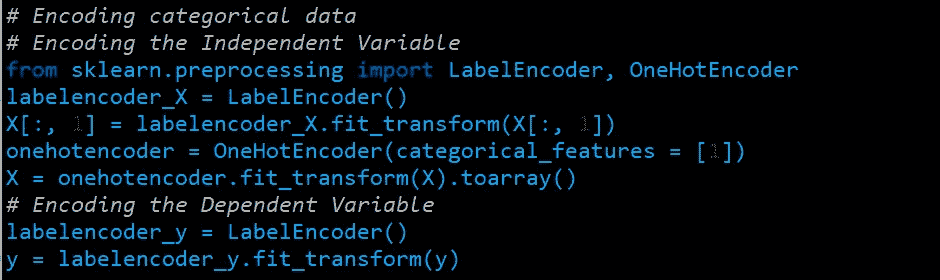 # Encoding categorical data
# Encoding the Independent Variable
from sklearn.preprocessing import LabelEncoder, OneHotEncoder
labelencoder_X = LabelEncoder()
X[:, 1] = labelencoder_X.fit_transform(X[:, 1])
onehotencoder = OneHotEncoder(categorical_features = [1])
X = onehotencoder.fit_transform(X).toarray()
# Encoding the Dependent Variable
labelencoder_y = LabelEncoder()
y = labelencoder_y.fit_transform(y)